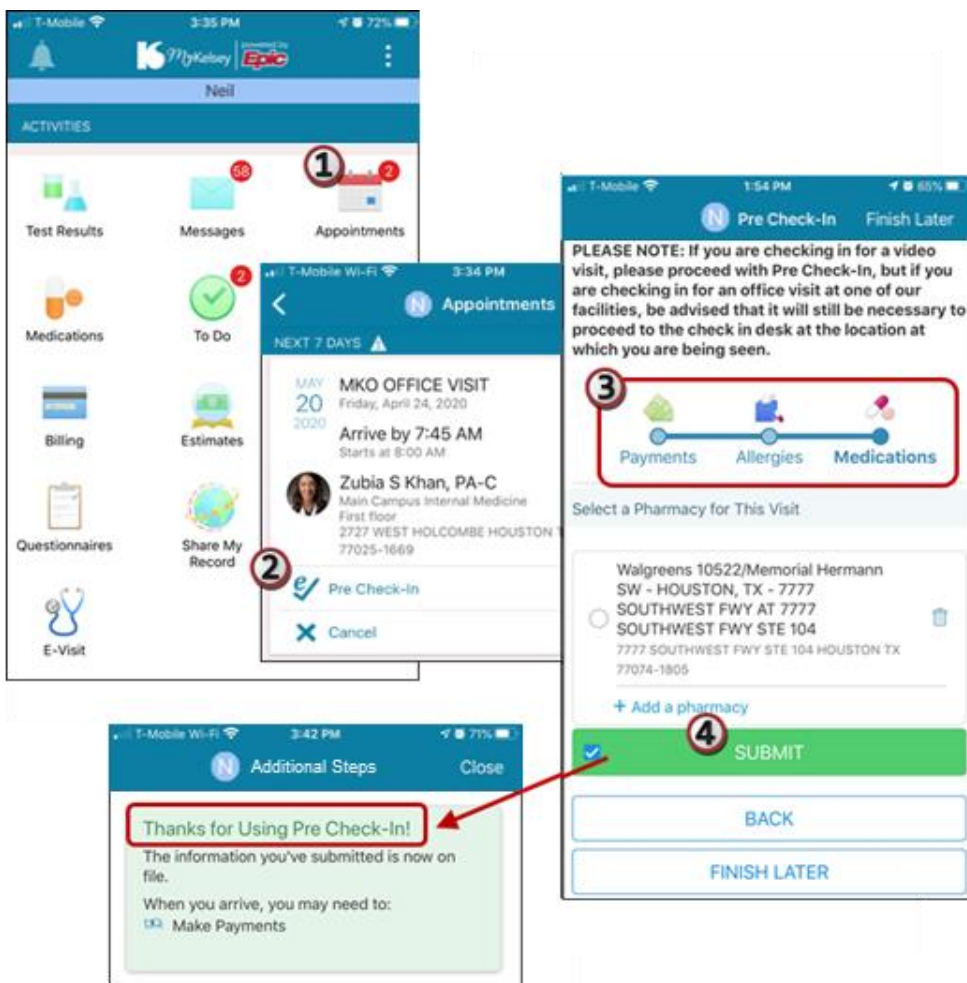 T-Mobile 3:35 PM 72%
MyKelsey powered by Epic
Neil
ACTIVITIES
1
58
2
Test Results Messages Appointments
2
Medications To Do
Billing Estimates
Questionnaires Share My
Record
E-Visit
T-Mobile Wi-Fi 3:34 PM
N Appointments
NEXT 7 DAYS
MAY
20
2020
MKO OFFICE VISIT
Friday, April 24, 2020
Arrive by 7:45 AM
Starts at 8:00 AM
Zubia S Khan, PA-C
Main Campus Internal Medicine
First floor
2727 WEST HOLCOMBE HOUSTON T
77025-1669
2
Pre Check-In
Cancel
T-Mobile 1:54 PM 65%
N Pre Check-In Finish Later
PLEASE NOTE: If you are checking in for a video
visit, please proceed with Pre Check-In, but if you
are checking in for an office visit at one of our
facilities, be advised that it will still be necessary to
proceed to the check in desk at the location at
which you are being seen.
3
Payments Allergies Medications
Select a Pharmacy for This Visit
Walgreens 10522/Memorial Hermann
SW - HOUSTON, TX - 7777
SOUTHWEST FWY AT 7777
SOUTHWEST FWY STE 104
7777 SOUTHWEST FWY STE 104 HOUSTON TX
77074-1805
+ Add a pharmacy
4
SUBMIT
BACK
FINISH LATER
T-Mobile Wi-Fi 3:42 PM 71%
N Additional Steps Close
Thanks for Using Pre Check-In!
The information you've submitted is now on
file.
When you arrive, you may need to:
Make Payments